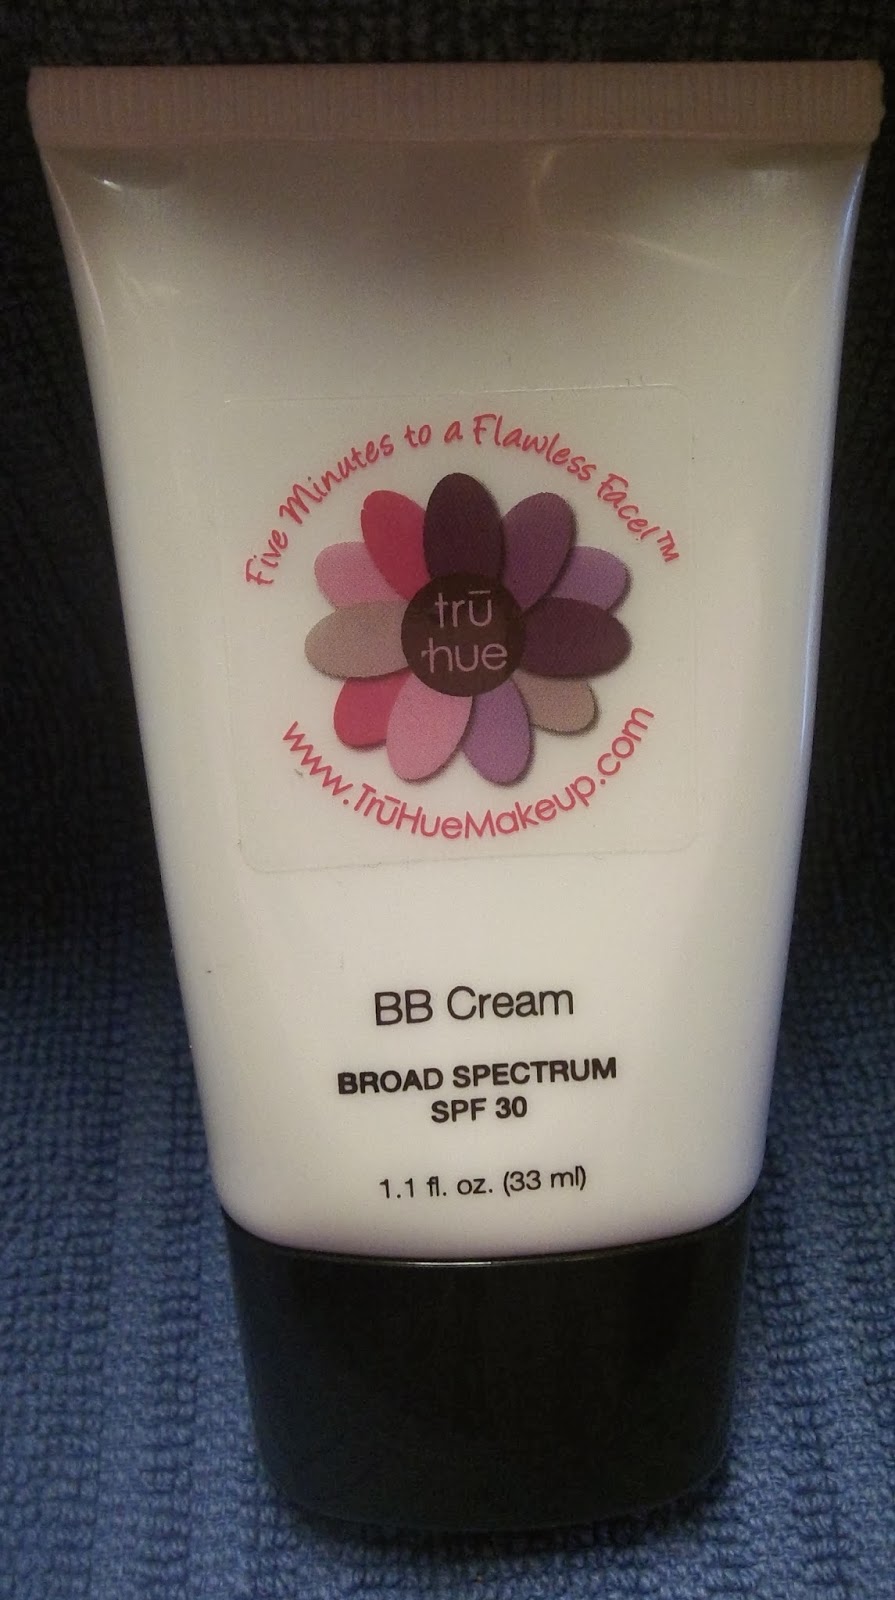 Five Minutes to a Flawless Face!™
trū
hue
www.TrūHueMakeup.com
BB Cream
BROAD SPECTRUM
SPF 30
1.1 fl. oz. (33 ml)